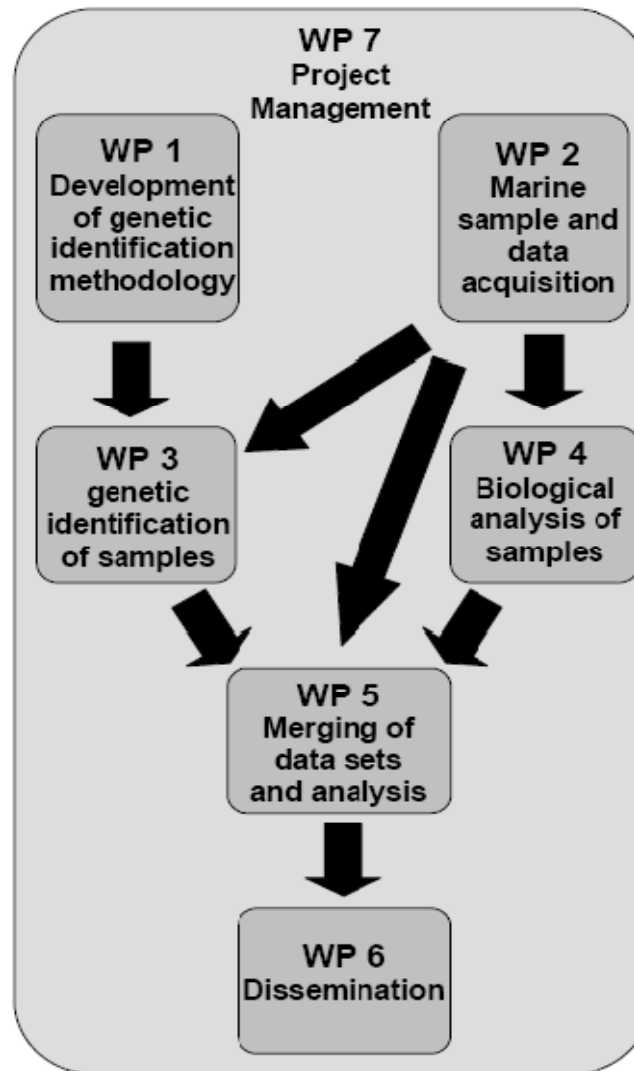 WP 7
Project
Management
WP 1
Development
of genetic
identification
methodology
WP 2
Marine
sample and
data
acquisition
WP 3
genetic
identification
of samples
WP 4
Biological
analysis of
samples
WP 5
Merging of
data sets
and analysis
WP 6
Dissemination